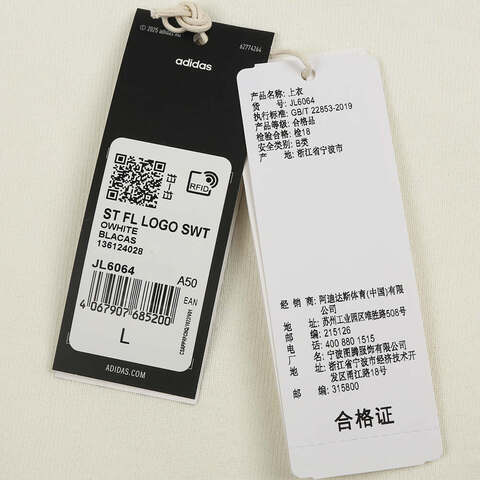 © 2025 adidas
62774264
adidas
RFID
ST FL LOGO SWT
OWHITE
BLACAS
136124028
JL6064
A50
EAN
4 067907 685200
L
ADIDAS.COM
产品名称: 上衣
货号: JL6064
执行标准: GB/T 22853-2019
产品等级: 合格品
检验合格: 检18
安全类别: B类
产地: 浙江省宁波市
经销商: 阿迪达斯体育(中国)有限
公司
地址: 苏州工业园区唯胜路508号
邮编: 215126
电话: 400 880 1515
厂名: 宁波图腾服饰有限公司
地址: 浙江省宁波市经济技术开
发区甬江路18号
邮编: 315800
合格证